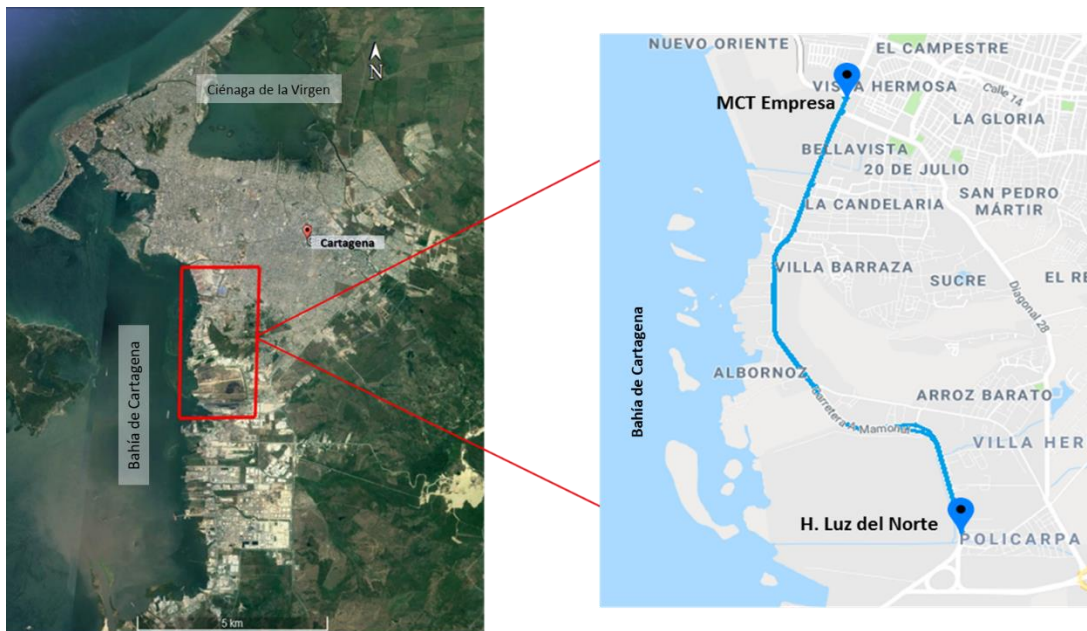 Ciénaga de la Virgen
N
Cartagena
Bahía de Cartagena
5 km
NUEVO ORIENTE
EL CAMPESTRE
VISTA HERMOSA
Calle 14
MCT Empresa
LA GLORIA
BELLAVISTA
20 DE JULIO
SAN PEDRO
MÁRTIR
LA CANDELARIA
VILLA BARRAZA
SUCRE
EL RE
Diagonal 28
Bahía de Cartagena
ALBORNOZ
ARROZ BARATO
Carretera A Mamonal
VILLA HER
H. Luz del Norte
POLICARPA